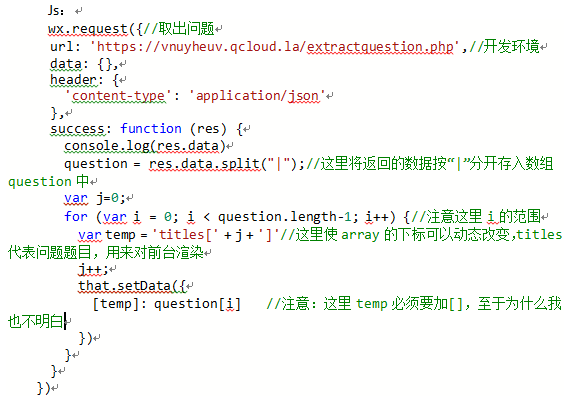 Js:
wx.request({//取出问题
url: 'https://vnuyheuv.qcloud.la/extractquestion.php',//开发环境
data: {},
header: {
'content-type': 'application/json'
},
success: function (res) {
console.log(res.data)
question = res.data.split("|");//这里将返回的数据按“|”分开存入数组
question 中
var j=0;
for (var i = 0; i < question.length-1; i++) {//注意这里 i 的范围
var temp = 'titles[' + j + ']'//这里使 array 的下标可以动态改变,titles
代表问题题目，用来对前台渲染
j++;
that.setData({
[temp]: question[i] //注意：这里 temp 必须要加[]，至于为什么我
也不明白
})
}
}
})